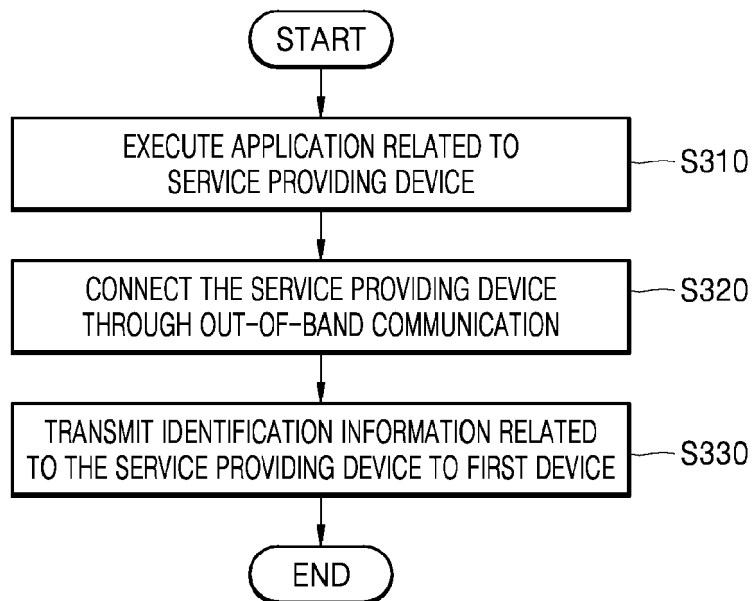 START
EXECUTE APPLICATION RELATED TO
SERVICE PROVIDING DEVICE
S310
CONNECT THE SERVICE PROVIDING DEVICE
THROUGH OUT-OF-BAND COMMUNICATION
S320
TRANSMIT IDENTIFICATION INFORMATION RELATED
TO THE SERVICE PROVIDING DEVICE TO FIRST DEVICE
S330
END